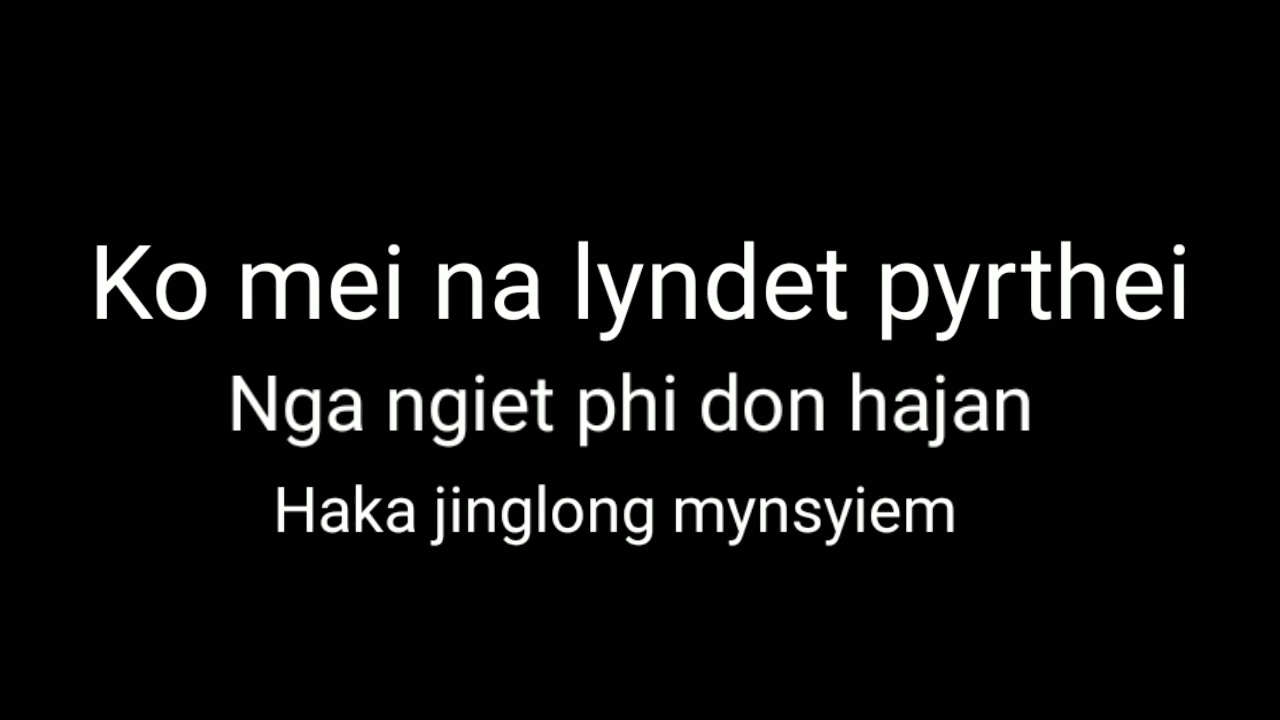 Ko mei na lyndet pyrthei
Nga ngiet phi don hajan
Haka jinglong mynsyiem